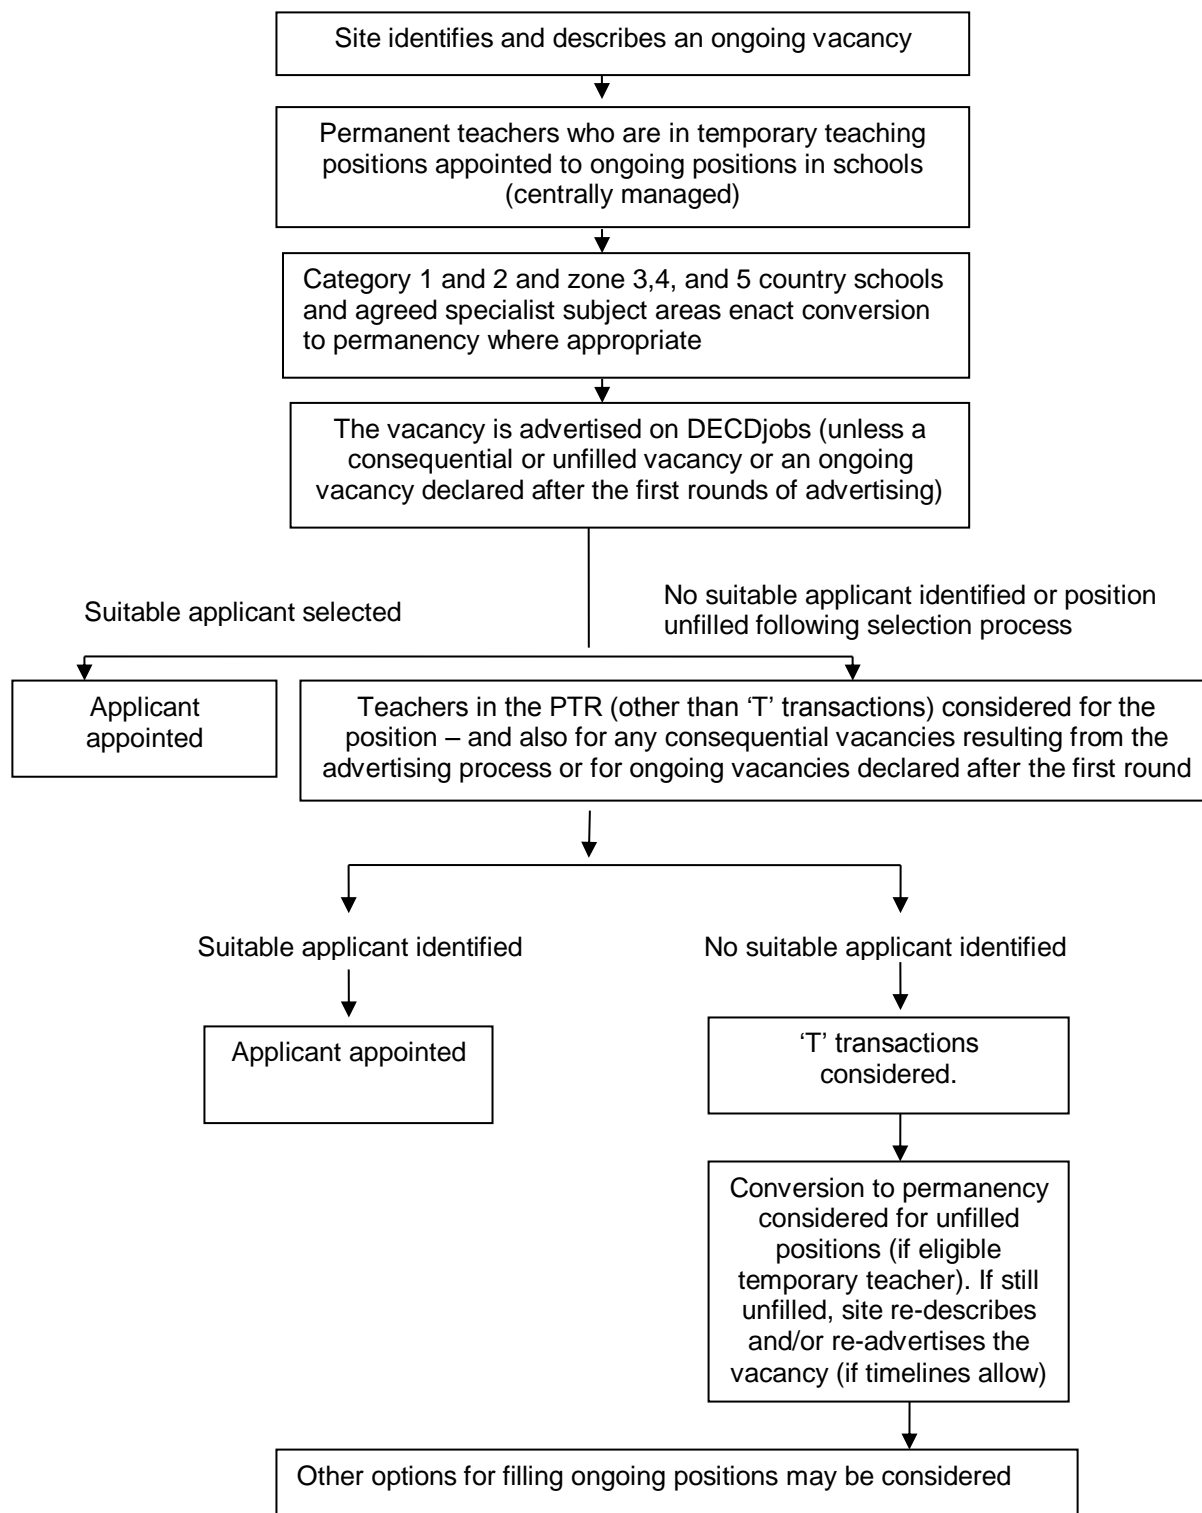 Site identifies and describes an ongoing vacancy
Permanent teachers who are in temporary teaching
positions appointed to ongoing positions in schools
(centrally managed)
Category 1 and 2 and zone 3,4, and 5 country schools
and agreed specialist subject areas enact conversion
to permanency where appropriate
The vacancy is advertised on DECDjobs (unless a
consequential or unfilled vacancy or an ongoing
vacancy declared after the first rounds of advertising)
Suitable applicant selected
No suitable applicant identified or position
unfilled following selection process
Applicant
appointed
Teachers in the PTR (other than ‘T’ transactions) considered for the
position – and also for any consequential vacancies resulting from the
advertising process or for ongoing vacancies declared after the first round
Suitable applicant identified
No suitable applicant identified
Applicant appointed
‘T’ transactions
considered.
Conversion to permanency
considered for unfilled
positions (if eligible
temporary teacher). If still
unfilled, site re-describes
and/or re-advertises the
vacancy (if timelines allow)
Other options for filling ongoing positions may be considered